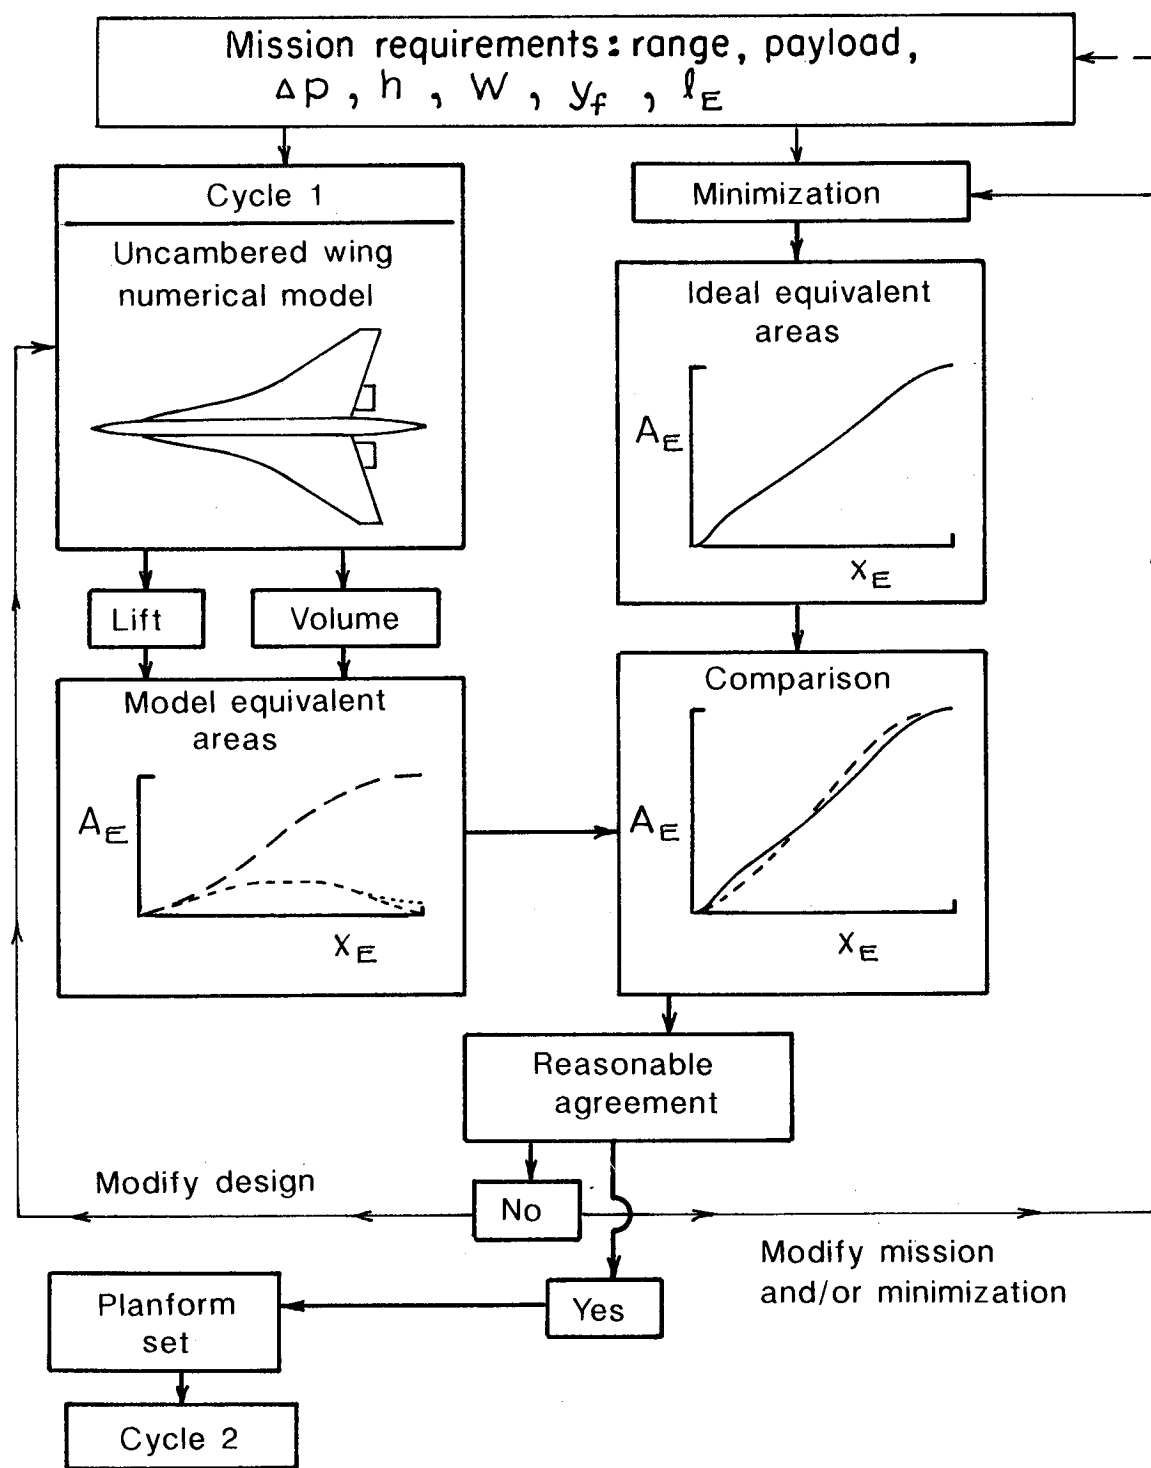 Mission requirements: range, payload,
Δp, h, W, y_f, l_E
Cycle 1
Uncambered wing
numerical model
Lift
Volume
Model equivalent
areas
A_E
X_E
Minimization
Ideal equivalent
areas
A_E
X_E
Comparison
A_E
X_E
Reasonable
agreement
Modify design
No
Modify mission
and/or minimization
Yes
Planform
set
Cycle 2